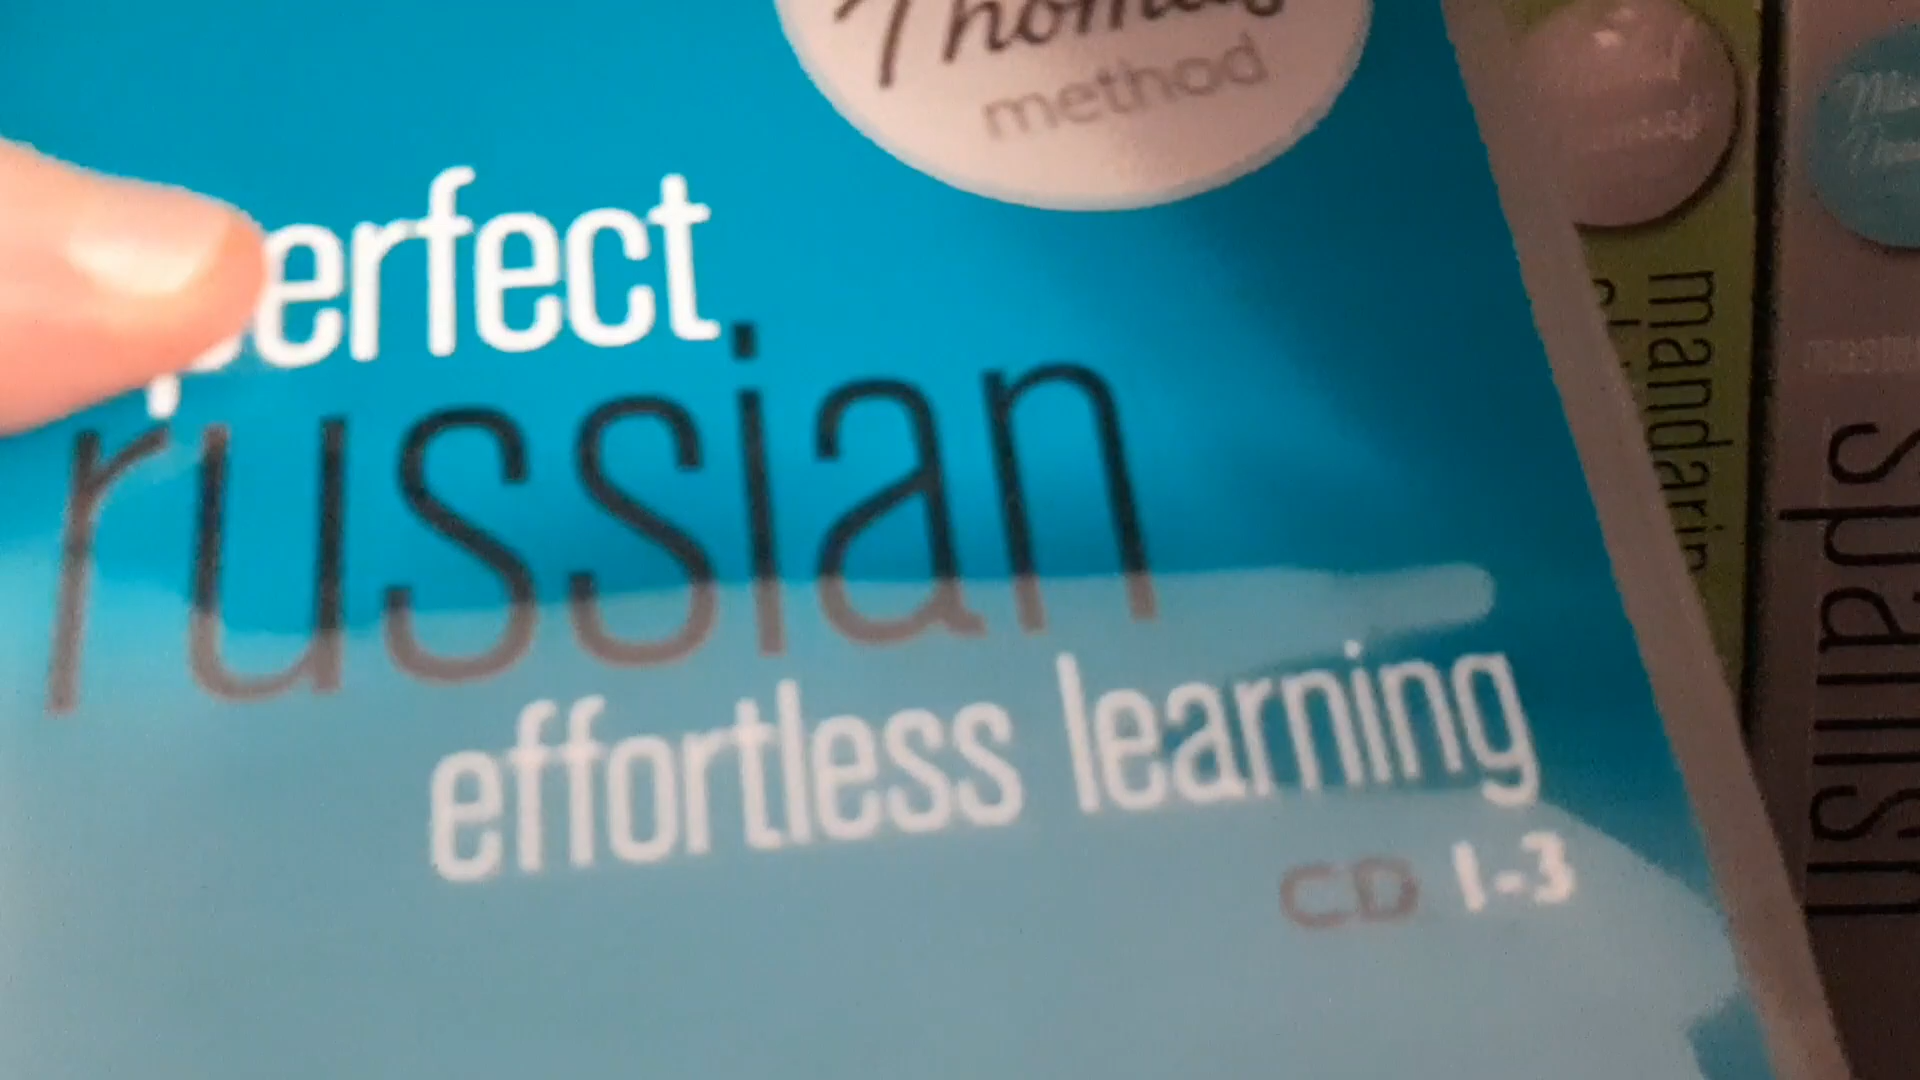 Thomas
method
perfect
russian
effortless learning
CD 1-3
mandarin
spanish